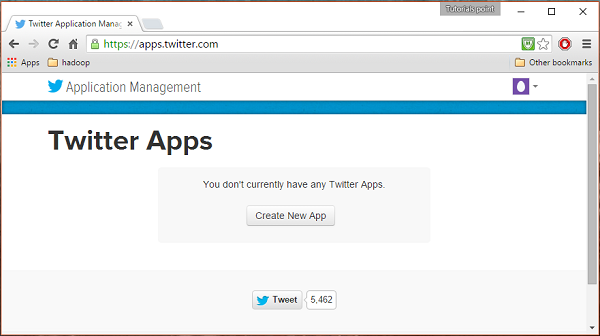 Tutorials point
Twitter Application Manag
https://apps.twitter.com
Apps hadoop Other bookmarks
Application Management
Twitter Apps
You don't currently have any Twitter Apps.
Create New App
Tweet 5,462